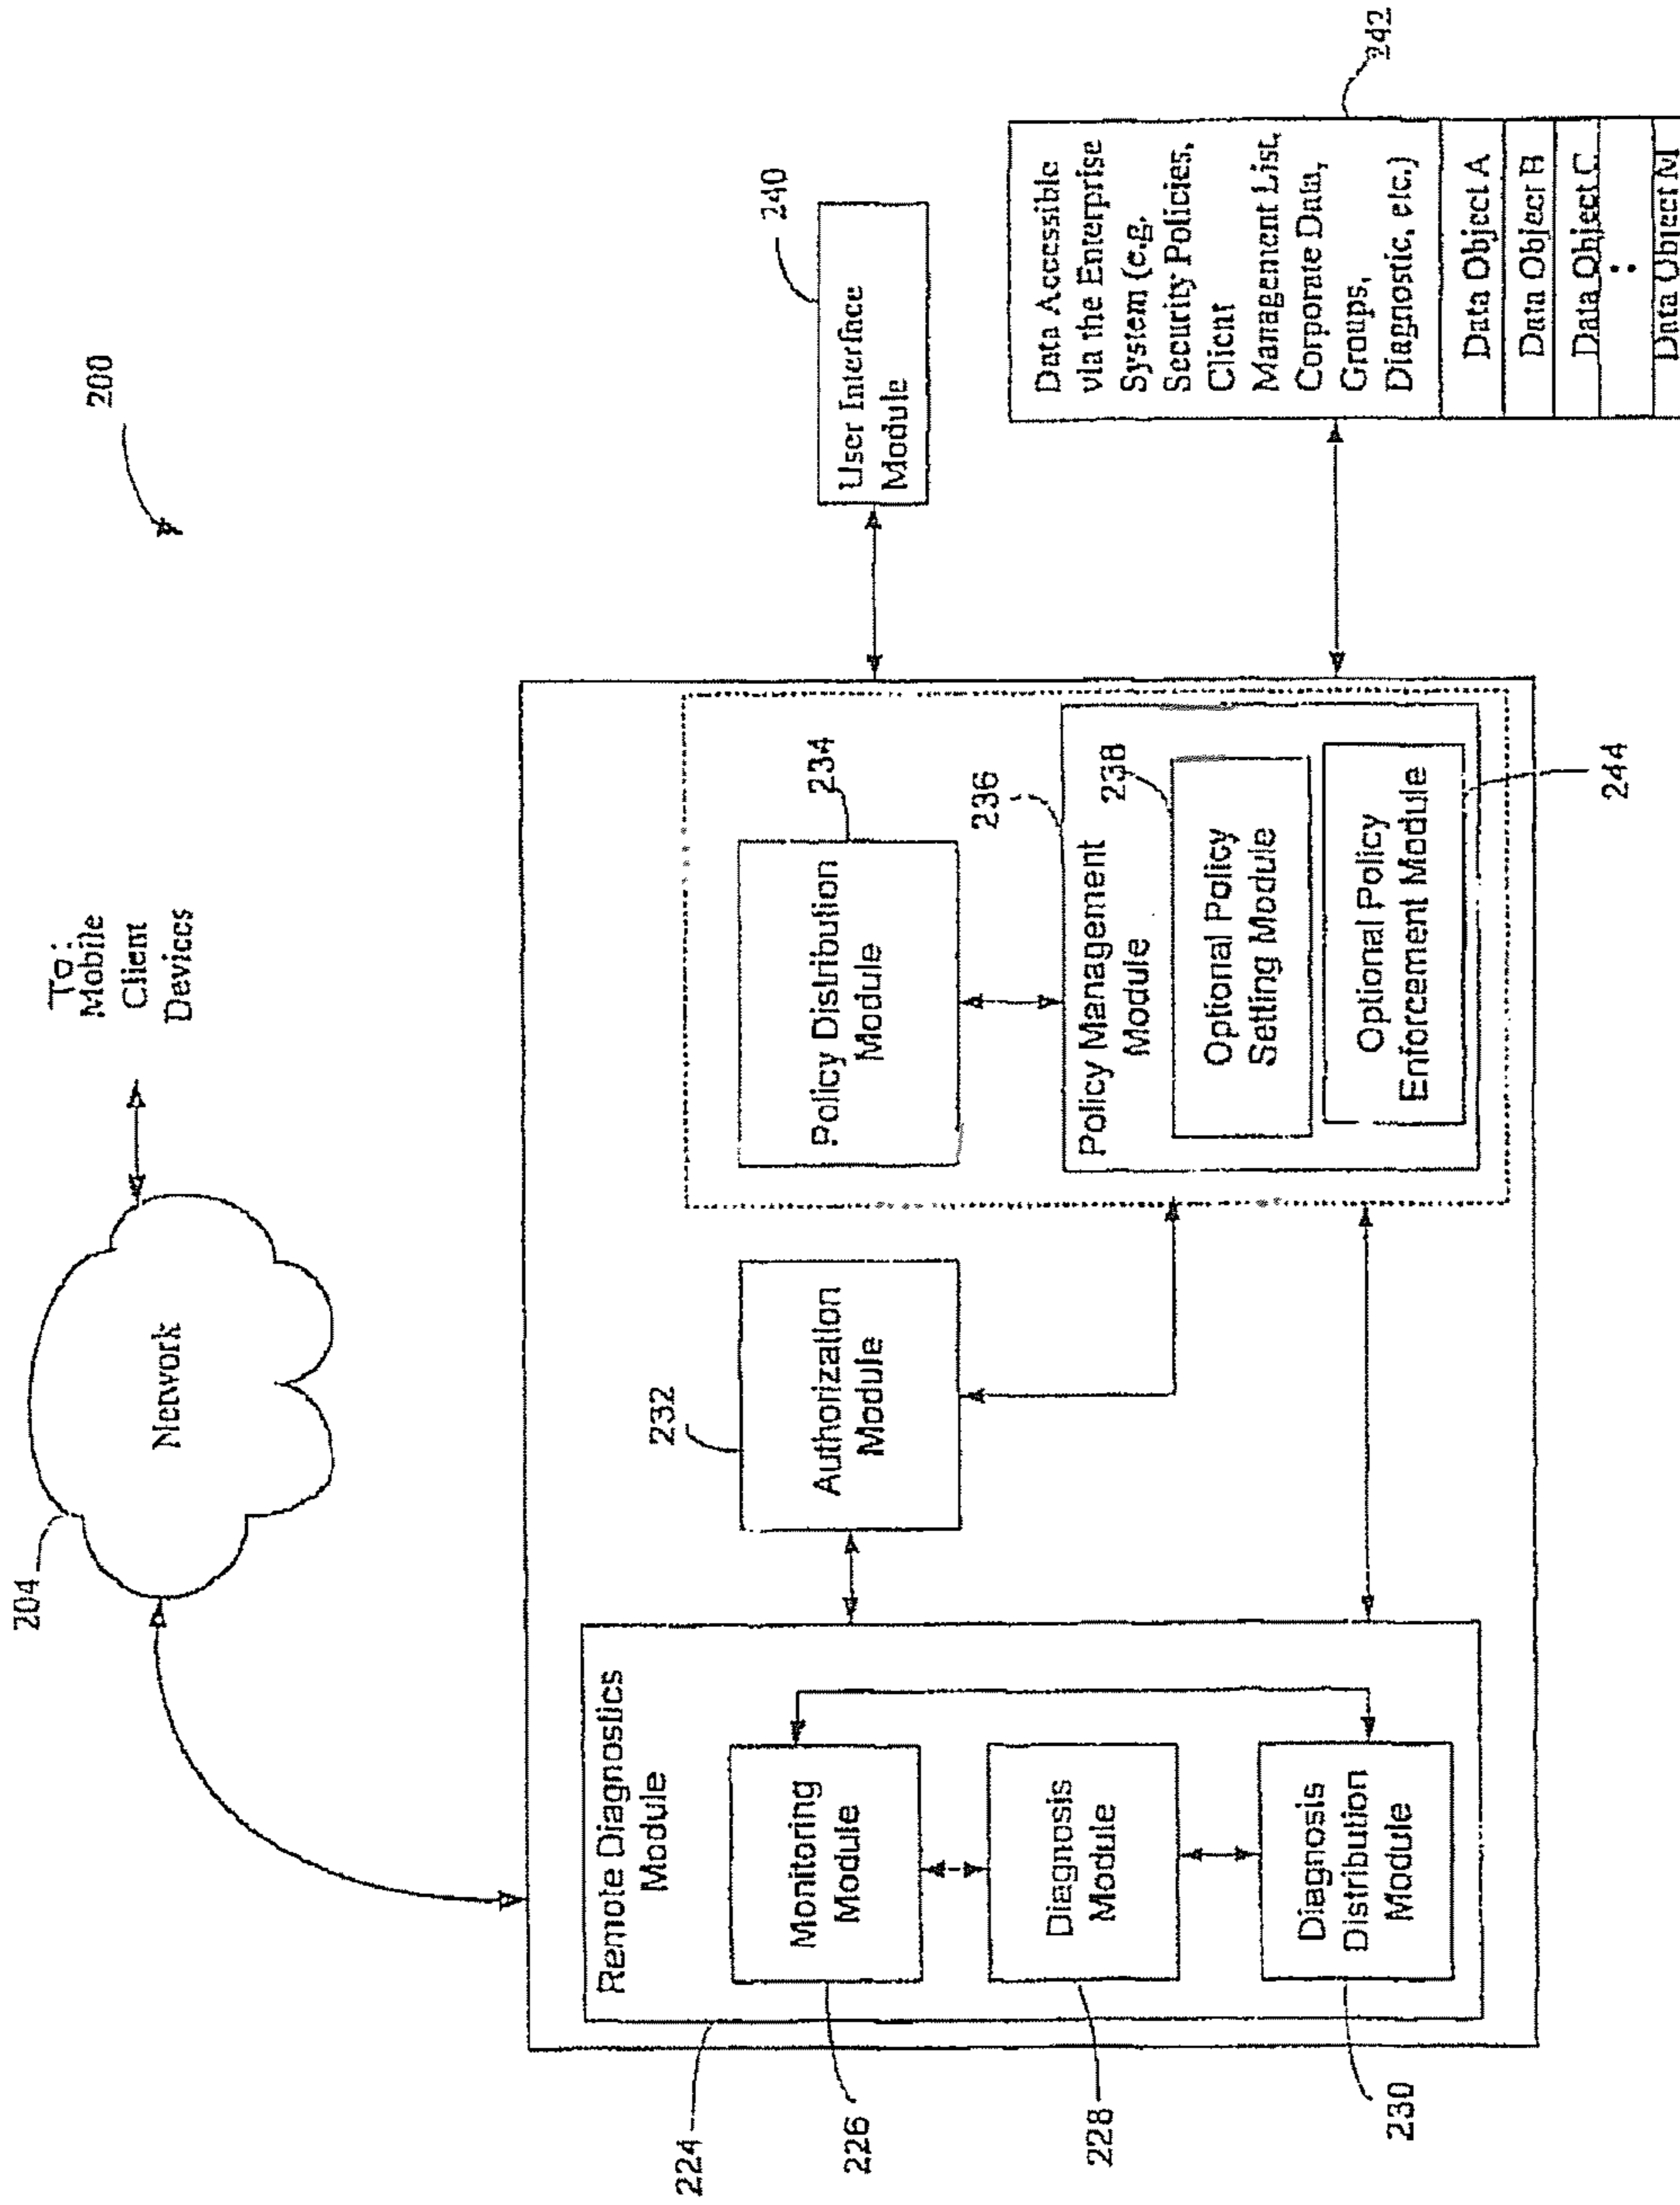 200
To:
Mobile
Client
Devices
Network
204
240
User Interface
Module
242
Data Accessible
via the Enterprise
System (e.g.
Security Policies,
Client
Management List,
Corporate Data,
Groups,
Diagnostic, etc.)
Data Object A
Data Object B
Data Object C
:
Data Object M
Remote Diagnostics
Module
224
Monitoring
Module
226
Diagnosis
Module
228
Diagnosis
Distribution
Module
230
232
Authorization
Module
234
Policy Distribution
Module
236
Policy Management
Module
238
Optional Policy
Setting Module
Optional Policy
Enforcement Module
244